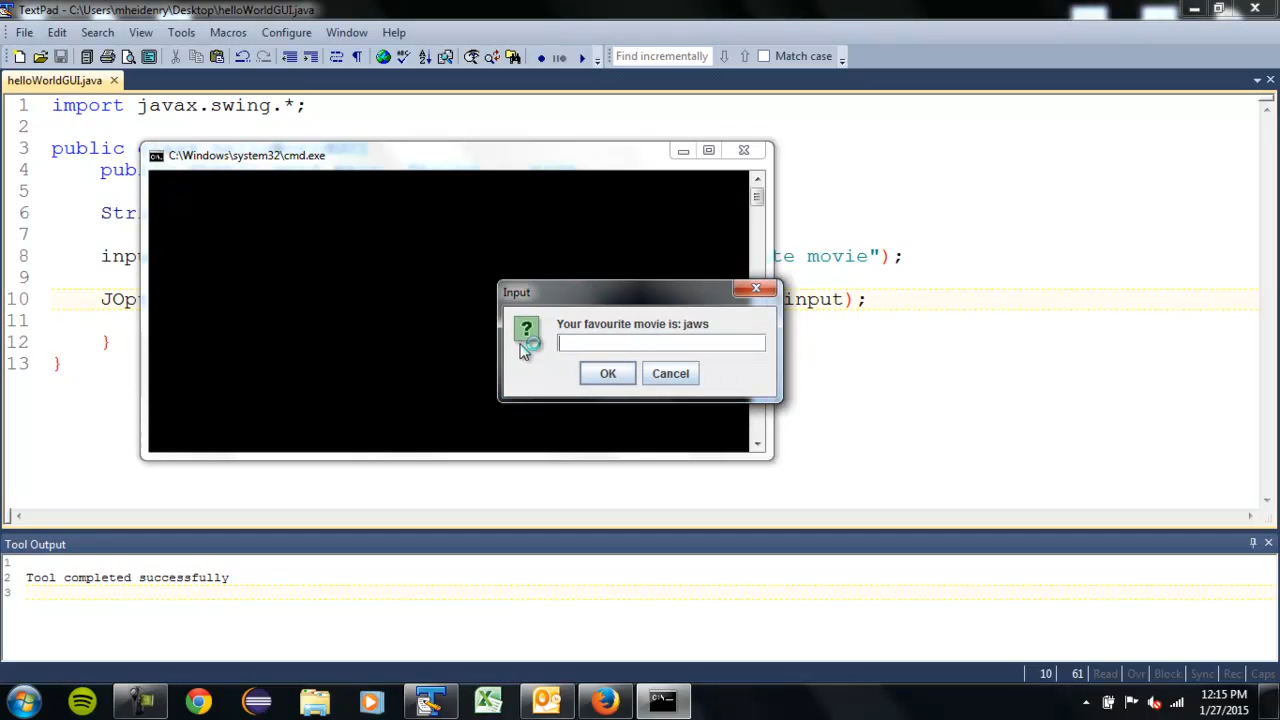 TextPad - C:\Users\mheidenry\Desktop\helloWorldGUI.java
File Edit Search View Tools Macros Configure Window Help
Find incrementally Match case
helloWorldGUI.java
1 import javax.swing.*;
2
3 public
4 pub
5
6 Str
7
8 inpu te movie");
9
10 JOp input);
11
12 }
13 }
C:\Windows\system32\cmd.exe
Input
Your favourite movie is: jaws
OK Cancel
Tool Output
1
2 Tool completed successfully
3
10 61 Read Ovr Block Sync Rec Caps
12:15 PM
1/27/2015